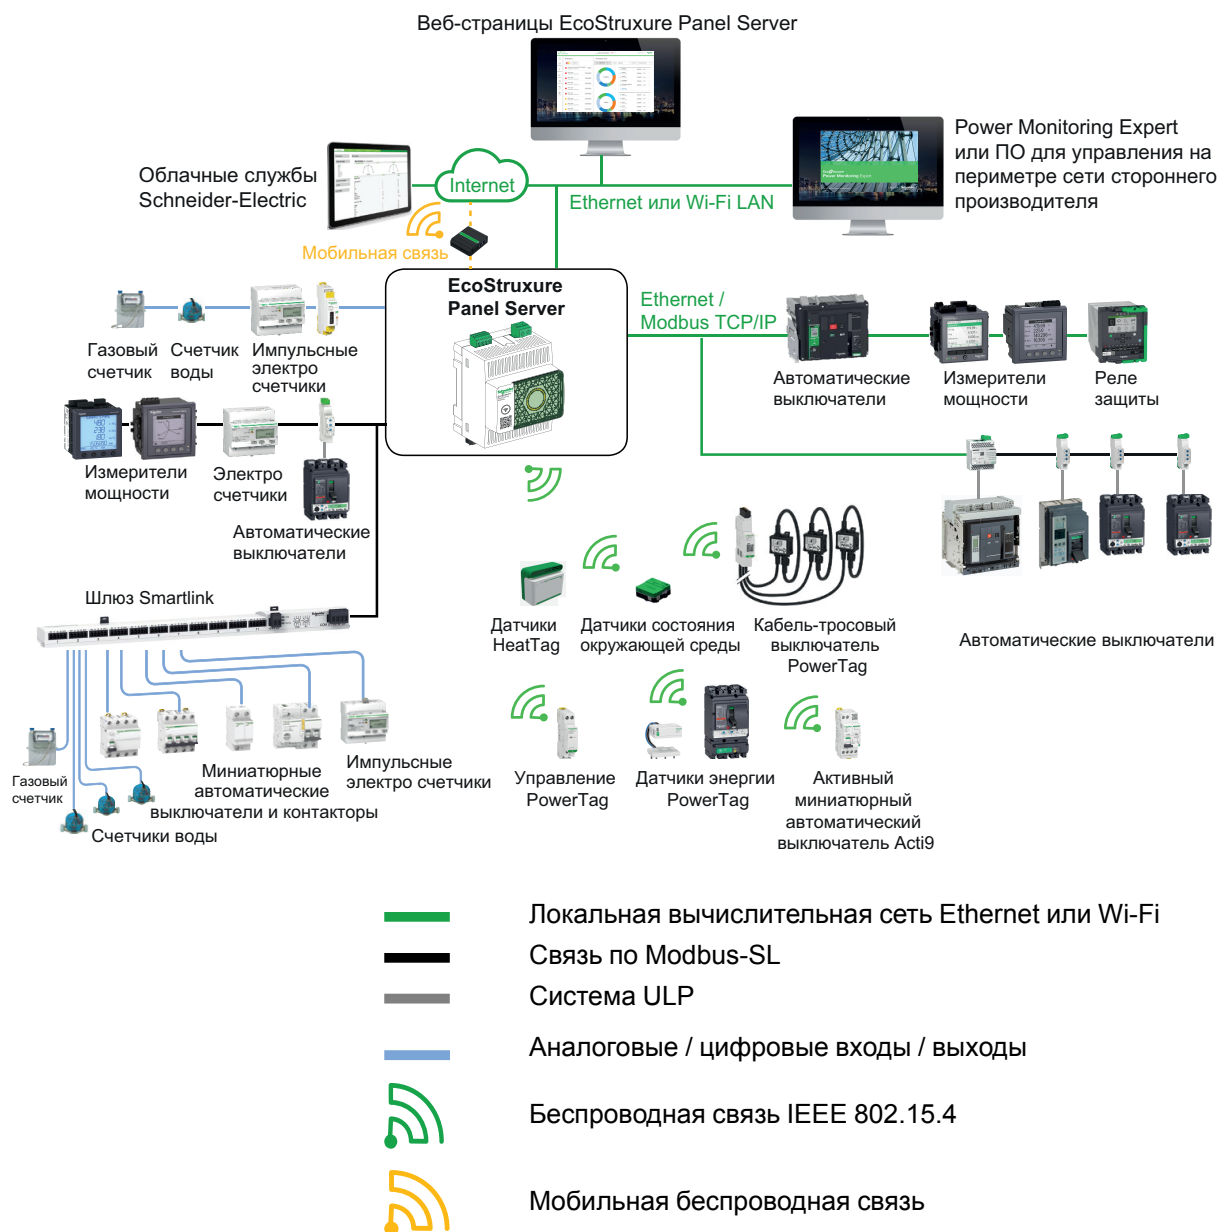 Веб-страницы EcoStruxure Panel Server
Облачные службы
Schneider-Electric
Internet
Ethernet или Wi-Fi LAN
Power Monitoring Expert
или ПО для управления на
периметре сети стороннего
производителя
Мобильная связь
EcoStruxure
Panel Server
Ethernet /
Modbus TCP/IP
Газовый
счетчик
Счетчик
воды
Импульсные
электро
счетчики
Автоматические
выключатели
Измерители
мощности
Реле
защиты
Измерители
мощности
Электро
счетчики
Автоматические
выключатели
Шлюз Smartlink
Датчики
HeatTag
Датчики состояния
окружающей среды
Кабель-тросовый
выключатель
PowerTag
Автоматические выключатели
Газовый
счетчик
Счетчики воды
Миниатюрные
автоматические
выключатели и контакторы
Импульсные
электро счетчики
Управление
PowerTag
Датчики энергии
PowerTag
Активный
миниатюрный
автоматический
выключатель Acti9
Локальная вычислительная сеть Ethernet или Wi-Fi
Связь по Modbus-SL
Система ULP
Аналоговые / цифровые входы / выходы
Беспроводная связь IEEE 802.15.4
Мобильная беспроводная связь